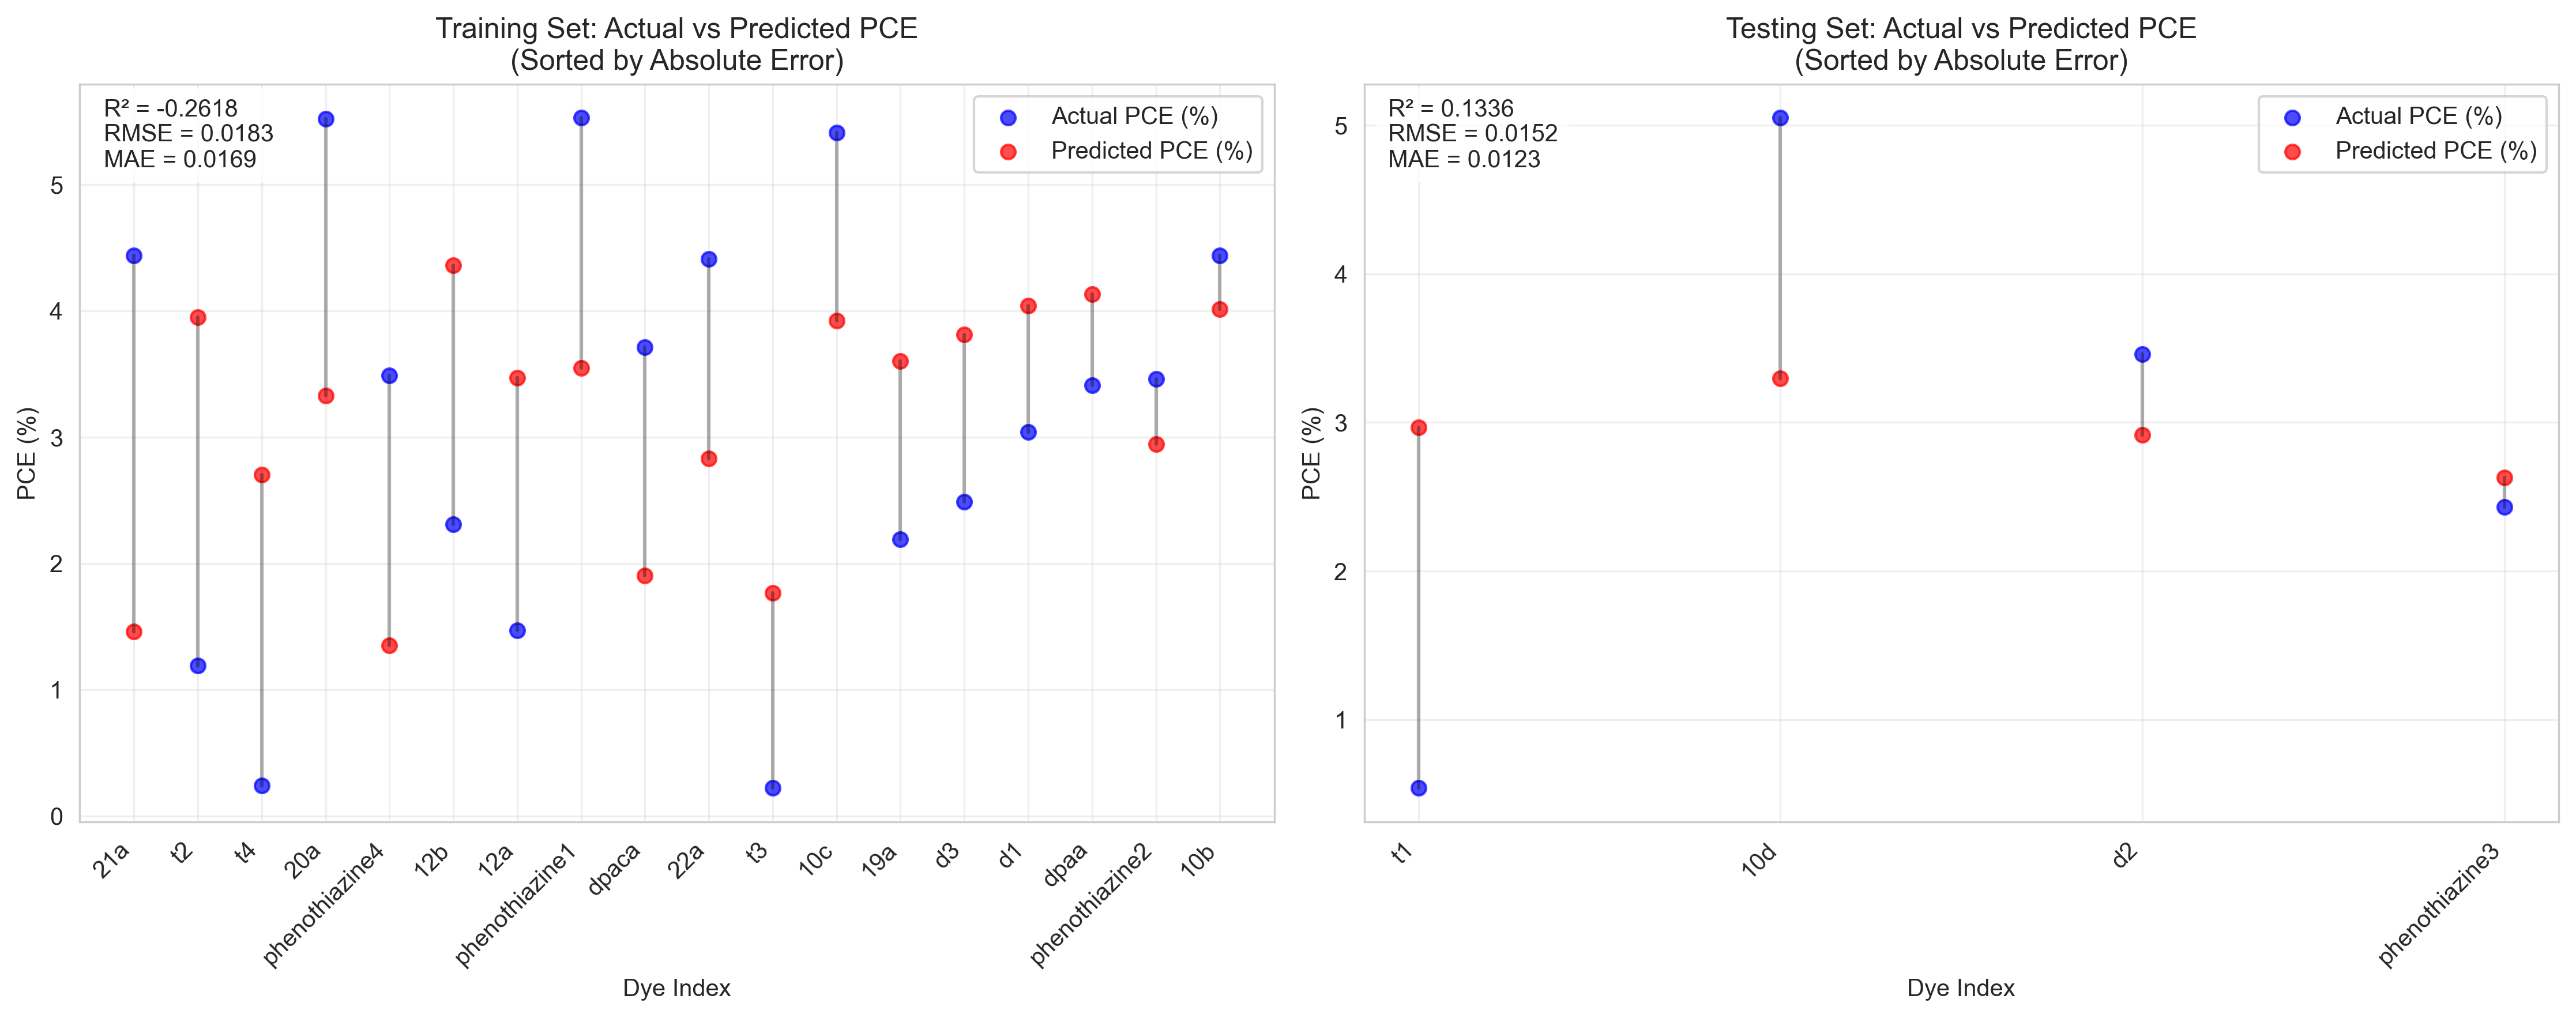 Training Set: Actual vs Predicted PCE
(Sorted by Absolute Error)
R² = -0.2618
RMSE = 0.0183
MAE = 0.0169
Actual PCE (%)
Predicted PCE (%)
PCE (%)
5
4
3
2
1
0
21a
t2
t4
20a
phenothiazine4
12b
12a
phenothiazine1
dpaca
22a
t3
10c
19a
d3
d1
dpaa
phenothiazine2
10b
Dye Index
Testing Set: Actual vs Predicted PCE
(Sorted by Absolute Error)
R² = 0.1336
RMSE = 0.0152
MAE = 0.0123
Actual PCE (%)
Predicted PCE (%)
PCE (%)
5
4
3
2
1
t1
10d
d2
phenothiazine3
Dye Index